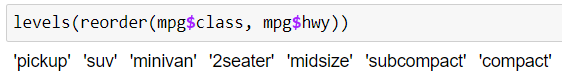 levels(reorder(mpg$class, mpg$hwy))
'pickup' 'suv' 'minivan' '2seater' 'midsize' 'subcompact' 'compact'